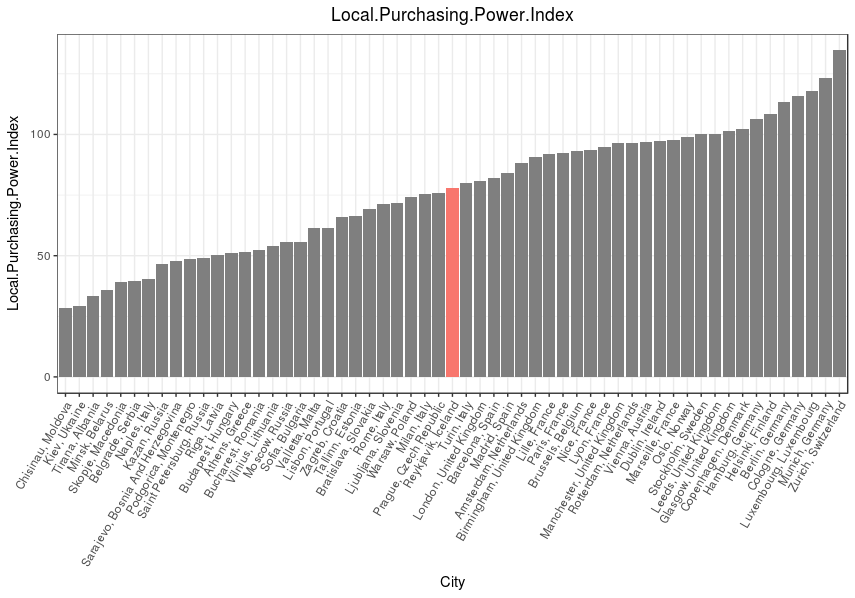 Local.Purchasing.Power.Index
Local.Purchasing.Power.Index
100
50
0
Chisinau, Moldova
Kiev, Ukraine
Tirana, Albania
Minsk, Belarus
Skopje, Macedonia
Belgrade, Serbia
Naples, Italy
Kazan, Russia
Sarajevo, Bosnia And Herzegovina
Podgorica, Montenegro
Saint Petersburg, Russia
Riga, Latvia
Budapest, Hungary
Athens, Greece
Bucharest, Romania
Vilnius, Lithuania
Moscow, Russia
Sofia, Bulgaria
Valletta, Malta
Lisbon, Portugal
Zagreb, Croatia
Tallinn, Estonia
Bratislava, Slovakia
Rome, Italy
Ljubljana, Slovenia
Warsaw, Poland
Milan, Italy
Prague, Czech Republic
Reykjavik, Iceland
Turin, Italy
London, United Kingdom
Barcelona, Spain
Madrid, Spain
Amsterdam, Netherlands
Birmingham, United Kingdom
Lille, France
Paris, France
Brussels, Belgium
Nice, France
Lyon, France
Manchester, United Kingdom
Rotterdam, Netherlands
Vienna, Austria
Dublin, Ireland
Marseille, France
Oslo, Norway
Stockholm, Sweden
Leeds, United Kingdom
Glasgow, United Kingdom
Copenhagen, Denmark
Hamburg, Germany
Helsinki, Finland
Berlin, Germany
Cologne, Germany
Luxembourg, Luxembourg
Munich, Germany
Zurich, Switzerland
City